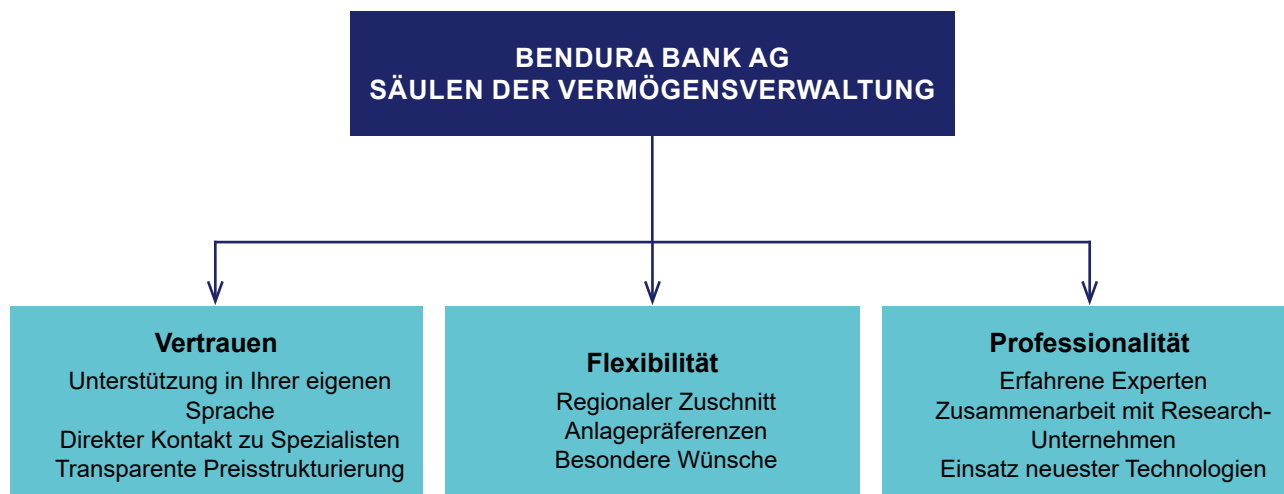 BENDURA BANK AG
SÄULEN DER VERMÖGENSVERWALTUNG
Vertrauen
Unterstützung in Ihrer eigenen
Sprache
Direkter Kontakt zu Spezialisten
Transparente Preisstrukturierung
Flexibilität
Regionaler Zuschnitt
Anlagepräferenzen
Besondere Wünsche
Professionalität
Erfahrene Experten
Zusammenarbeit mit Research-
Unternehmen
Einsatz neuester Technologien